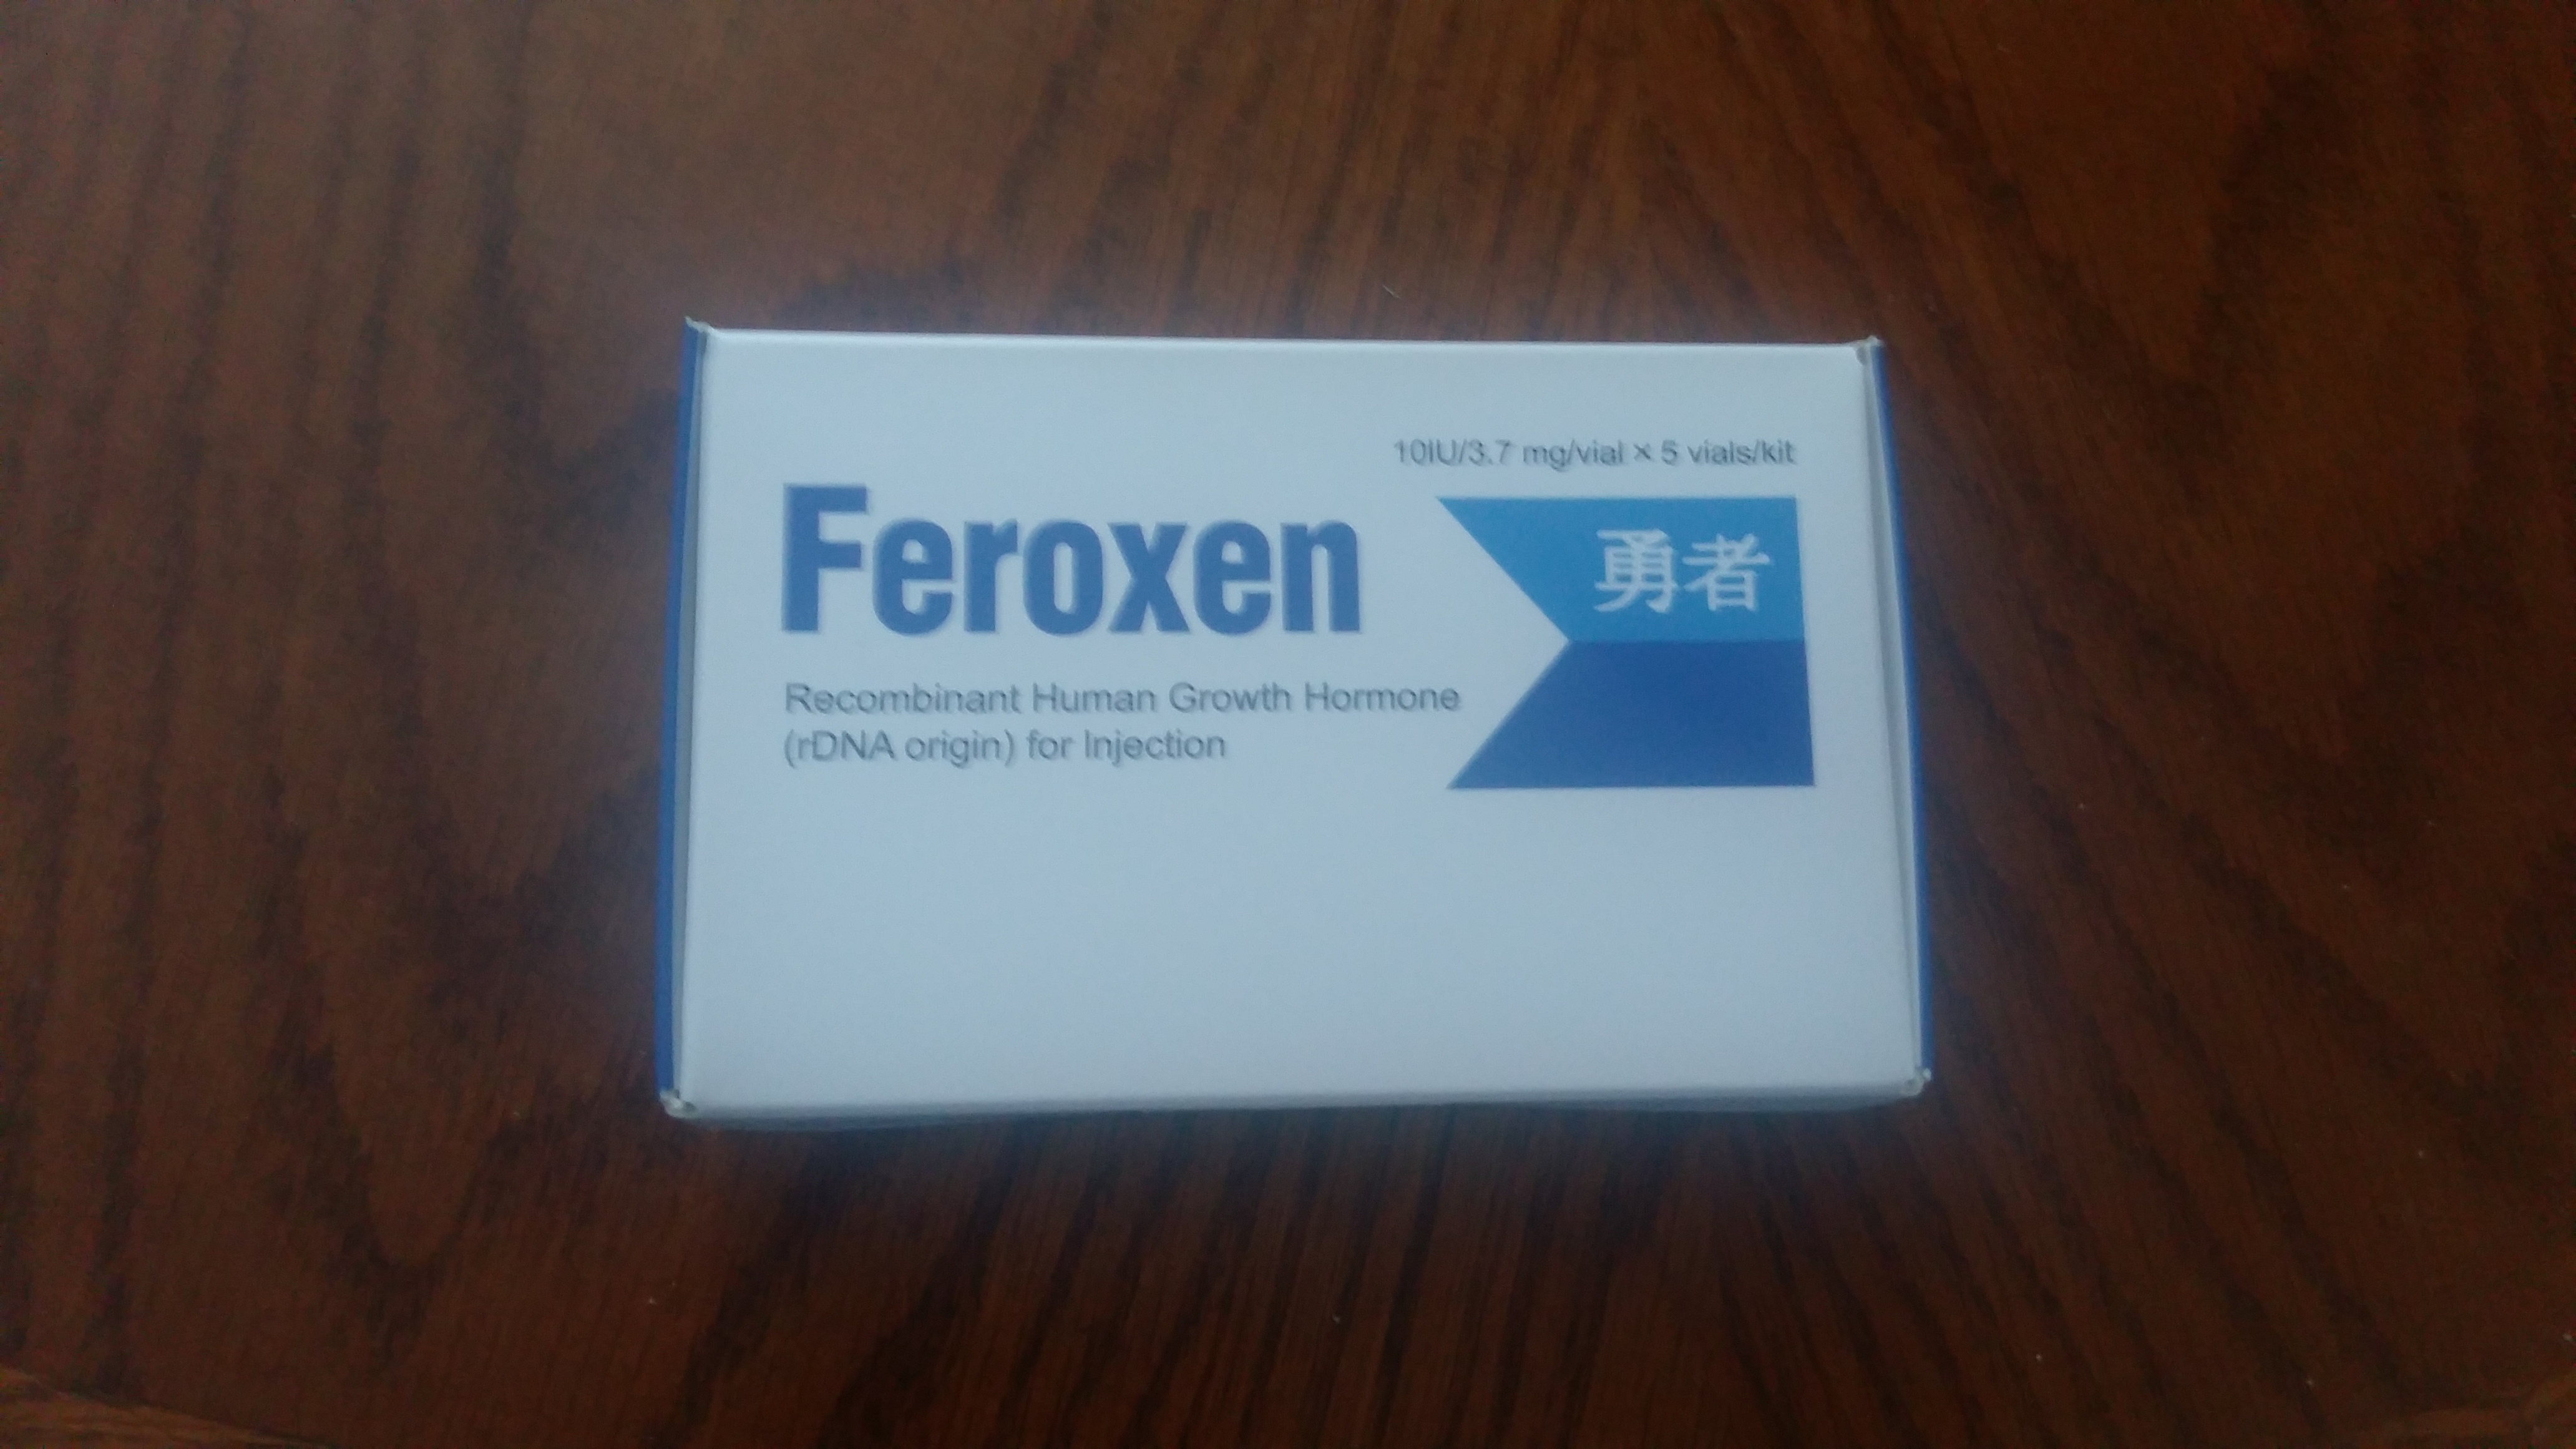 10IU/3.7 mg/vial × 5 vials/kit
Feroxen
勇者
Recombinant Human Growth Hormone
(rDNA origin) for Injection